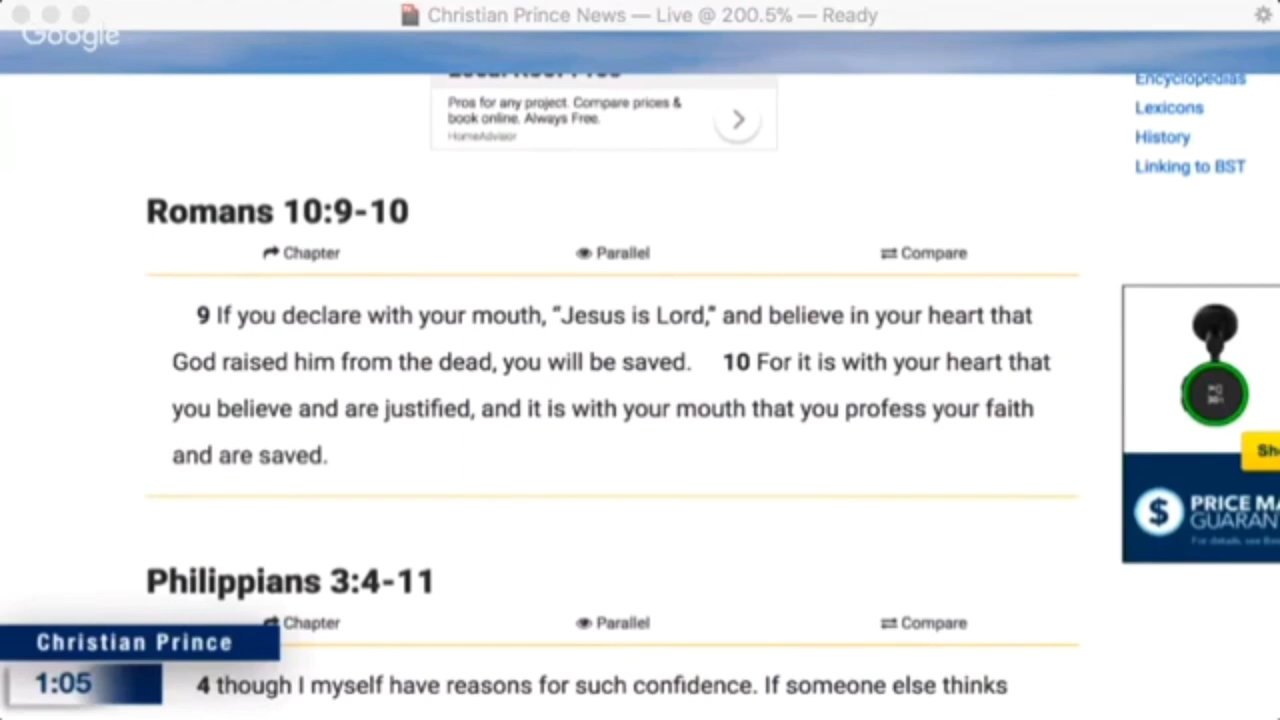 Christian Prince News — Live @ 200.5% — Ready
Google
Encyclopedias
Pros for any project. Compare prices &
book online. Always Free.
HomeAdvisor
Lexicons
History
Linking to BST
Romans 10:9-10
Chapter
Parallel
Compare
9 If you declare with your mouth, “Jesus is Lord,” and believe in your heart that
God raised him from the dead, you will be saved. 10 For it is with your heart that
you believe and are justified, and it is with your mouth that you profess your faith
and are saved.
$
PRICE MA
GUARAN
Philippians 3:4-11
Chapter
Parallel
Compare
Christian Prince
1:05
4 though I myself have reasons for such confidence. If someone else thinks